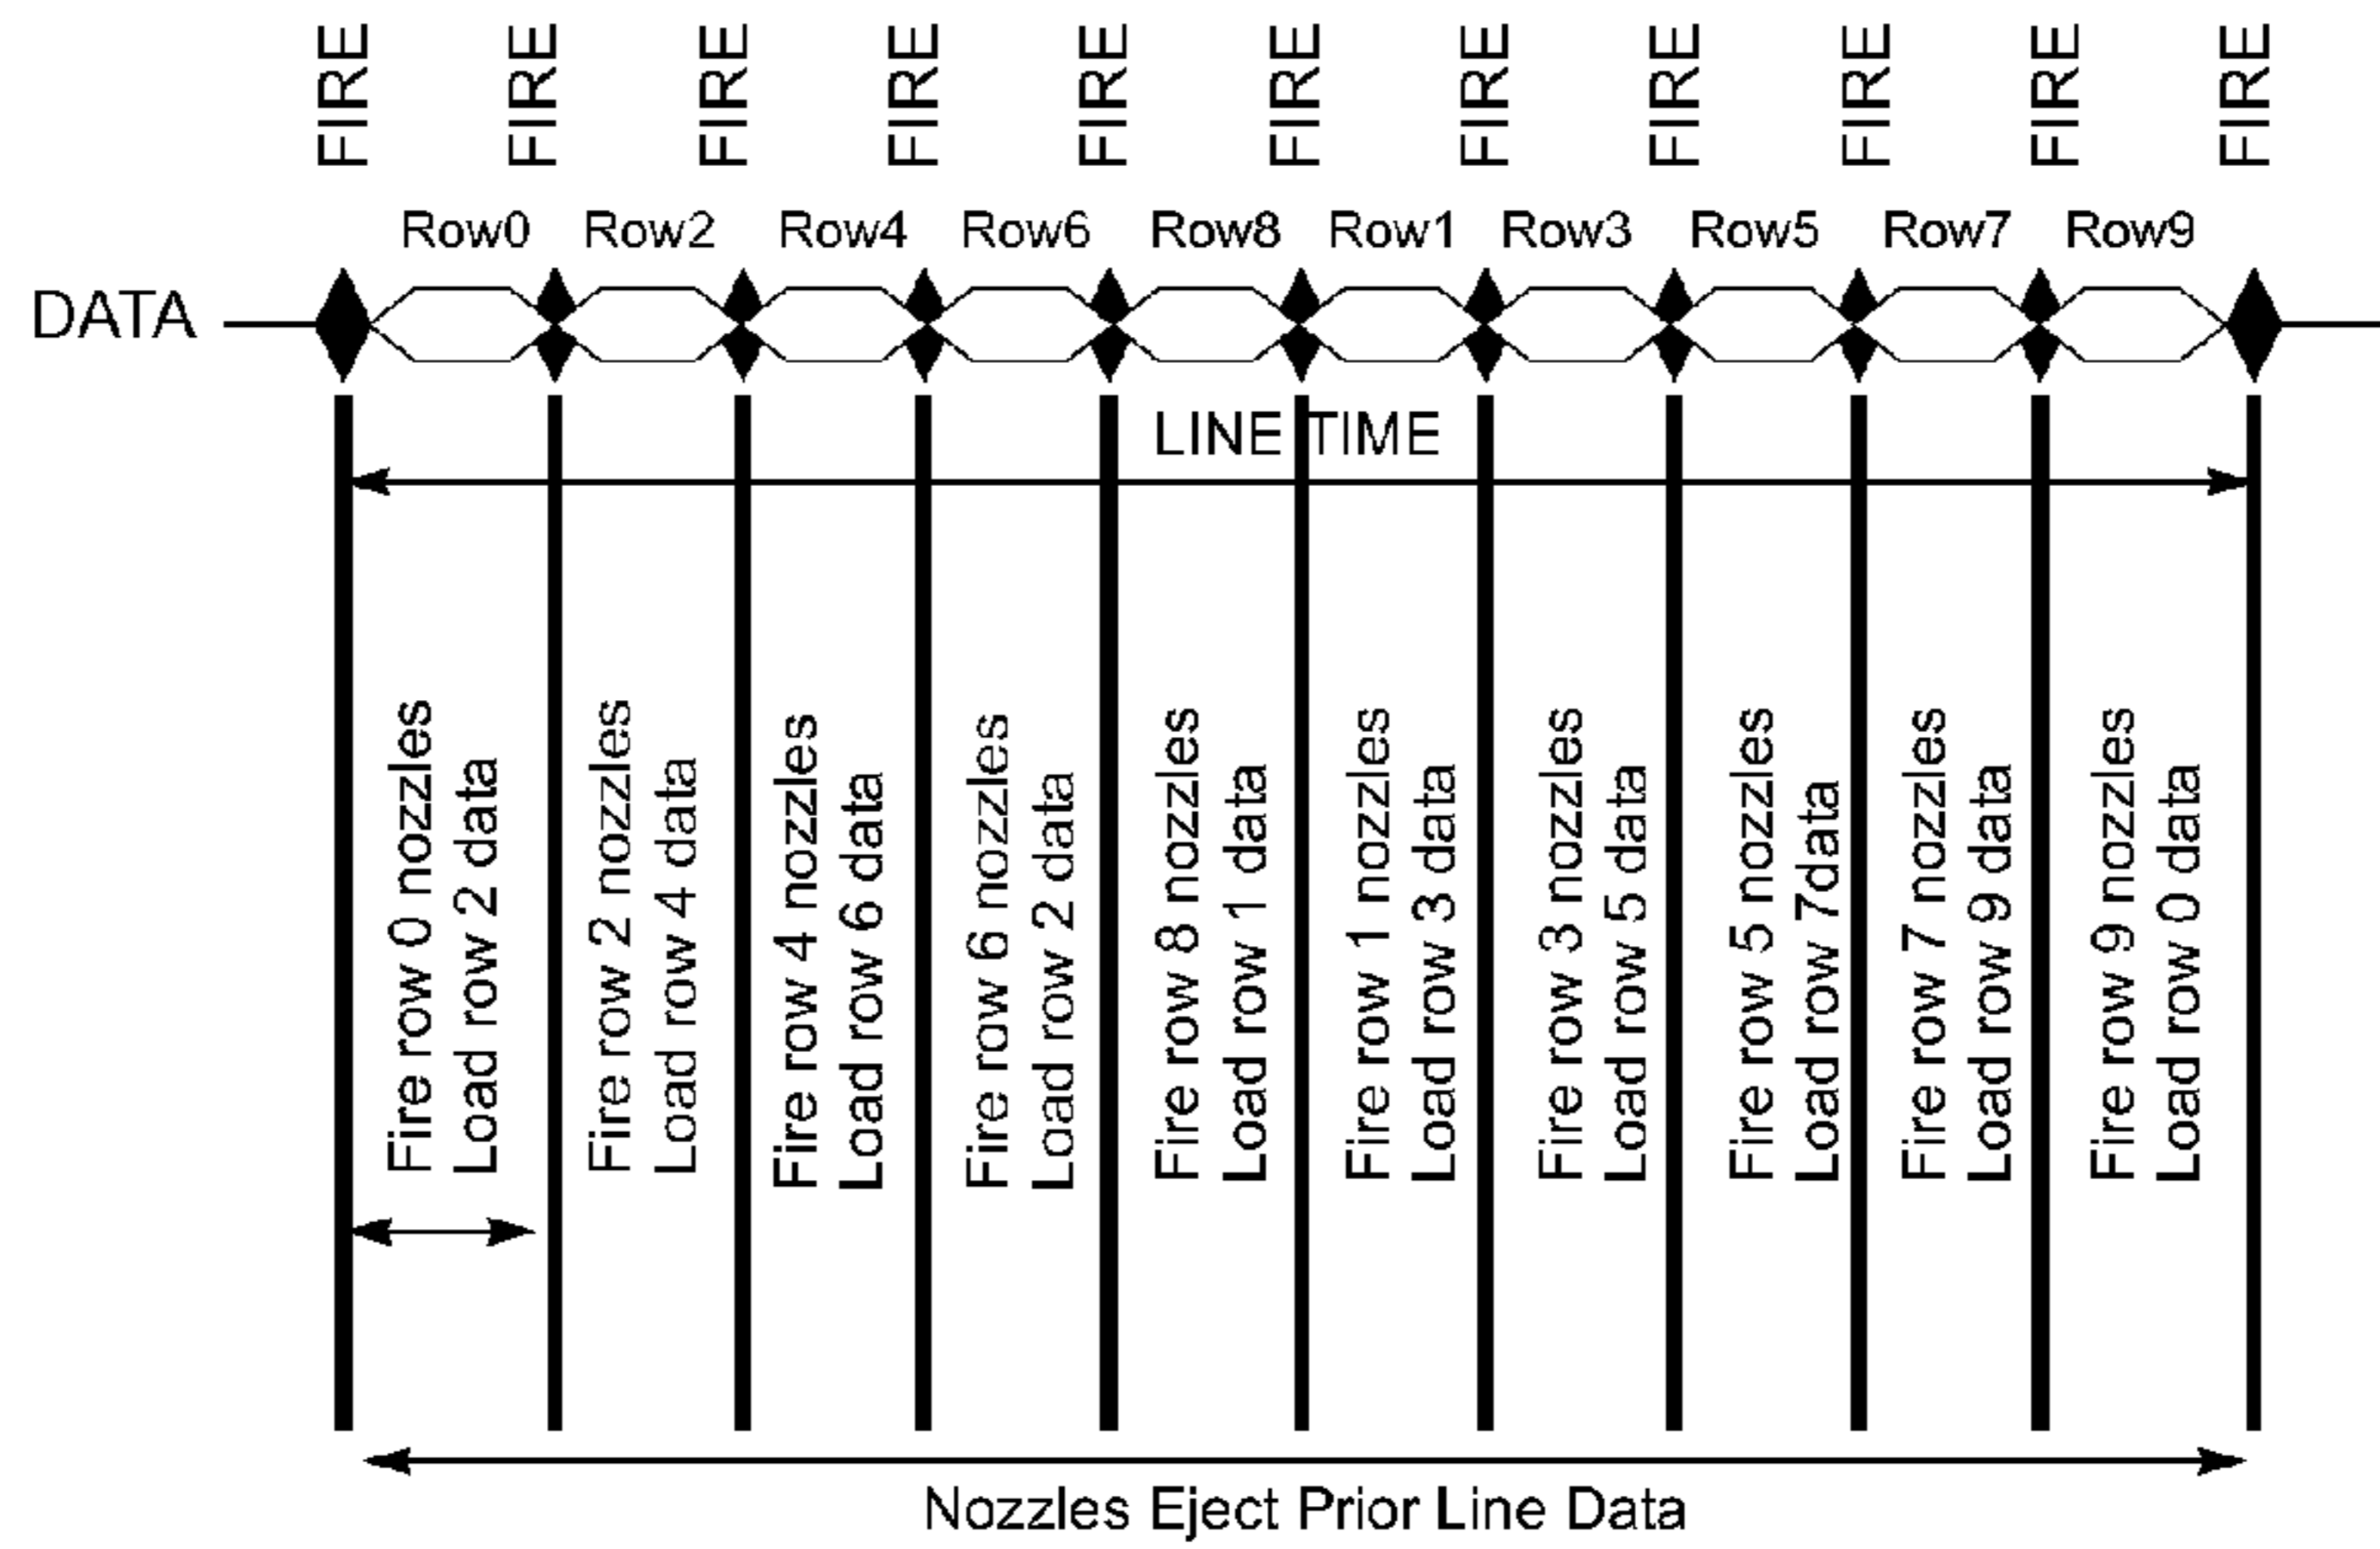 FIRE FIRE FIRE FIRE FIRE FIRE FIRE FIRE FIRE FIRE FIRE
Row0 Row2 Row4 Row6 Row8 Row1 Row3 Row5 Row7 Row9
DATA
LINE TIME
Fire row 0 nozzles
Load row 2 data
Fire row 2 nozzles
Load row 4 data
Fire row 4 nozzles
Load row 6 data
Fire row 6 nozzles
Load row 2 data
Fire row 8 nozzles
Load row 1 data
Fire row 1 nozzles
Load row 3 data
Fire row 3 nozzles
Load row 5 data
Fire row 5 nozzles
Load row 7data
Fire row 7 nozzles
Load row 9 data
Fire row 9 nozzles
Load row 0 data
Nozzles Eject Prior Line Data